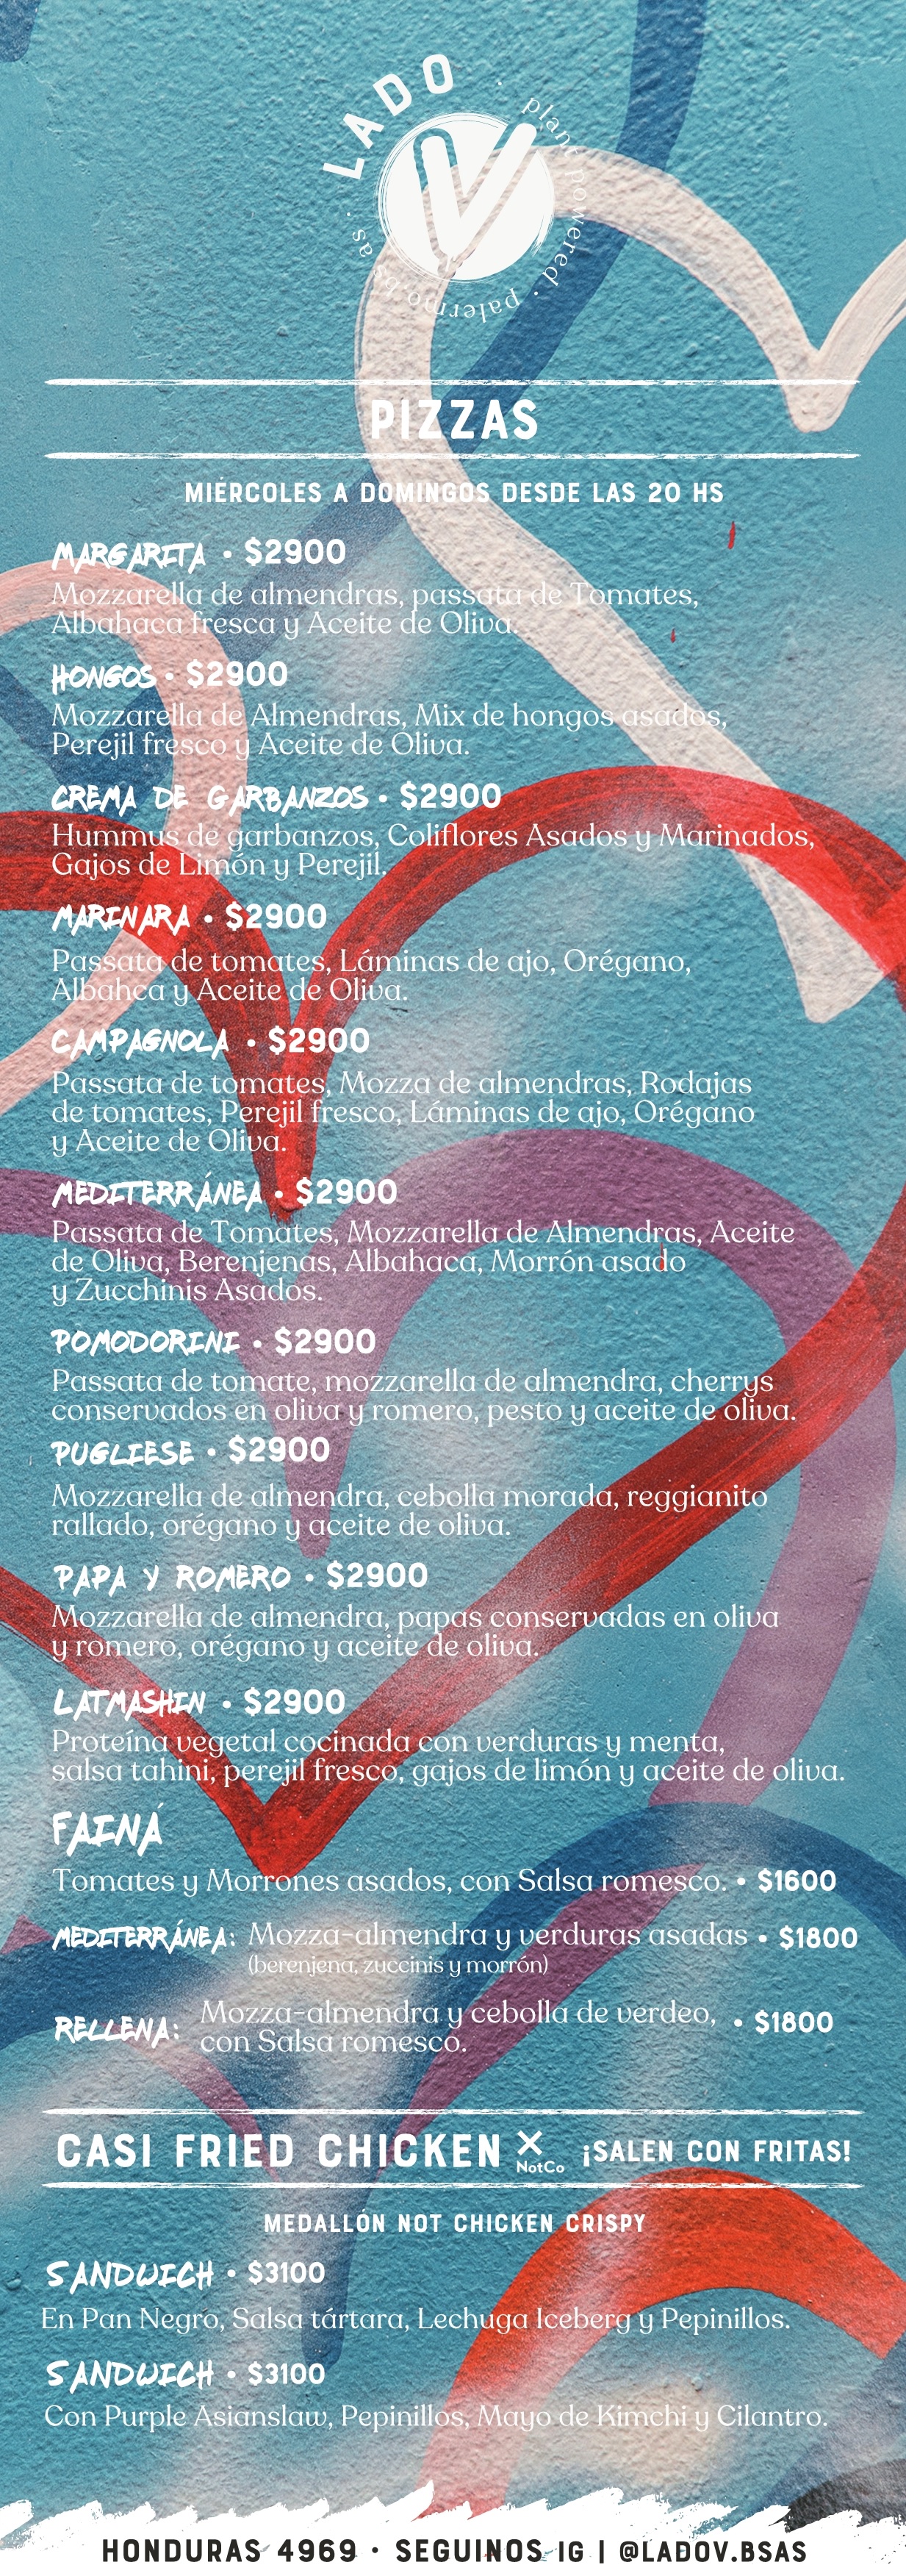 LADO
V
plant powered · palermo.bs as ·
PIZZAS
MIÉRCOLES A DOMINGOS DESDE LAS 20 HS
MARGARITA • $2900
Mozzarella de almendras, passata de Tomates,
Albahaca fresca y Aceite de Oliva.
HONGOS • $2900
Mozzarella de Almendras, Mix de hongos asados,
Perejil fresco y Aceite de Oliva.
CREMA DE GARBANZOS • $2900
Hummus de garbanzos, Coliflores Asados y Marinados,
Gajos de Limón y Perejil.
MARINARA • $2900
Passata de tomates, Láminas de ajo, Orégano,
Albahca y Aceite de Oliva.
CAMPAGNOLA • $2900
Passata de tomates, Mozza de almendras, Rodajas
de tomates, Perejil fresco, Láminas de ajo, Orégano
y Aceite de Oliva.
MEDITERRÁNEA • $2900
Passata de Tomates, Mozzarella de Almendras, Aceite
de Oliva, Berenjenas, Albahaca, Morrón asado
y Zucchinis Asados.
POMODORINI • $2900
Passata de tomate, mozzarella de almendra, cherrys
conservados en oliva y romero, pesto y aceite de oliva.
PUGLIESE • $2900
Mozzarella de almendra, cebolla morada, reggianito
rallado, orégano y aceite de oliva.
PAPA Y ROMERO • $2900
Mozzarella de almendra, papas conservadas en oliva
y romero, orégano y aceite de oliva.
LATMASHIN • $2900
Proteína vegetal cocinada con verduras y menta,
salsa tahini, perejil fresco, gajos de limón y aceite de oliva.
FAINÁ
Tomates y Morrones asados, con Salsa romesco. • $1600
MEDITERRÁNEA: Mozza-almendra y verduras asadas • $1800
(berenjena, zuccinis y morrón)
RELLENA: Mozza-almendra y cebolla de verdeo, • $1800
con Salsa romesco.
CASI FRIED CHICKEN X NotCo ¡SALEN CON FRITAS!
MEDALLÓN NOT CHICKEN CRISPY
SANDWICH • $3100
En Pan Negro, Salsa tártara, Lechuga Iceberg y Pepinillos.
SANDWICH • $3100
Con Purple Asianslaw, Pepinillos, Mayo de Kimchi y Cilantro.
HONDURAS 4969 · SEGUINOS IG | @LADOV.BSAS